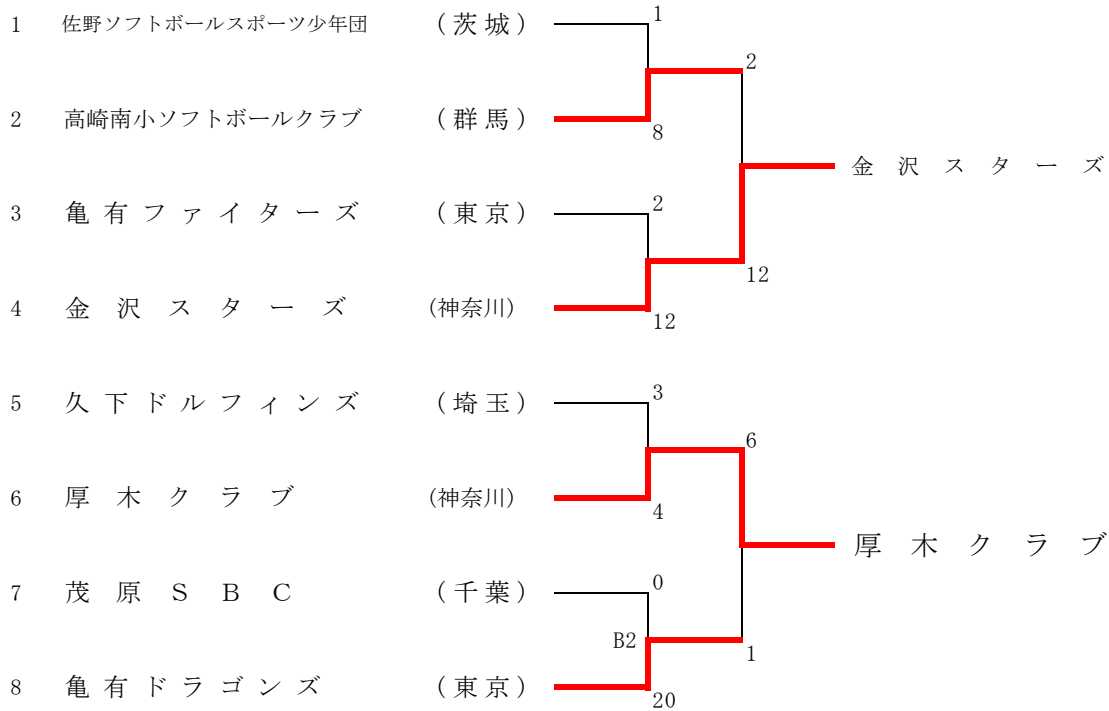 1 佐野ソフトボールスポーツ少年団 (茨城) 1
2
2 高崎南小ソフトボールクラブ (群馬) 8
金沢スターズ
3 亀有ファイターズ (東京) 2
12
4 金沢スターズ (神奈川) 12
5 久下ドルフィンズ (埼玉) 3
6
6 厚木クラブ (神奈川) 4
厚木クラブ
7 茂原ＳＢＣ (千葉) 0
B2 1
8 亀有ドラゴンズ (東京) 20